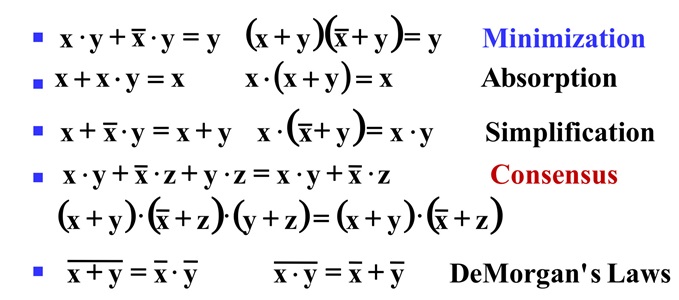 ▪ x · y + x̅ · y = y (x + y)(x̅ + y) = y Minimization
▪ x + x · y = x x · (x + y) = x Absorption
▪ x + x̅ · y = x + y x · (x̅ + y) = x · y Simplification
▪ x · y + x̅ · z + y · z = x · y + x̅ · z Consensus
(x + y) · (x̅ + z) · (y + z) = (x + y) · (x̅ + z)
▪ x̅ ̅+̅ ̅y̅ = x̅ · y̅ x̅ ̅·̅ ̅y̅ = x̅ + y̅ DeMorgan's Laws